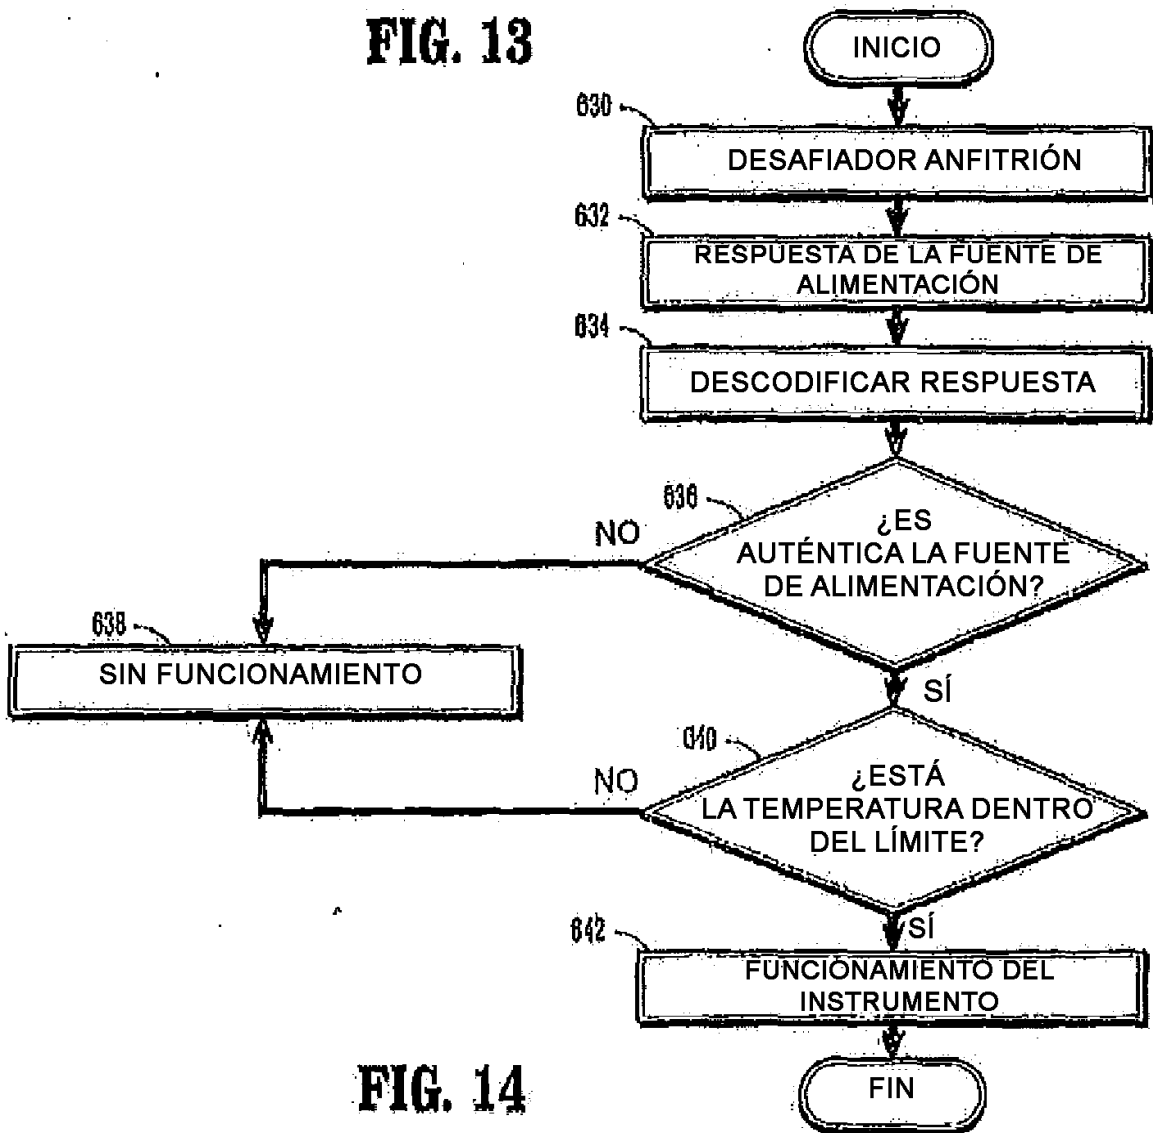 FIG. 13
INICIO
630
DESAFIADOR ANFITRIÓN
632
RESPUESTA DE LA FUENTE DE
ALIMENTACIÓN
634
DESCODIFICAR RESPUESTA
636
¿ES
AUTÉNTICA LA FUENTE
DE ALIMENTACIÓN?
NO
638
SIN FUNCIONAMIENTO
SÍ
640
¿ESTÁ
LA TEMPERATURA DENTRO
DEL LÍMITE?
NO
SÍ
642
FUNCIONAMIENTO DEL
INSTRUMENTO
FIN
FIG. 14